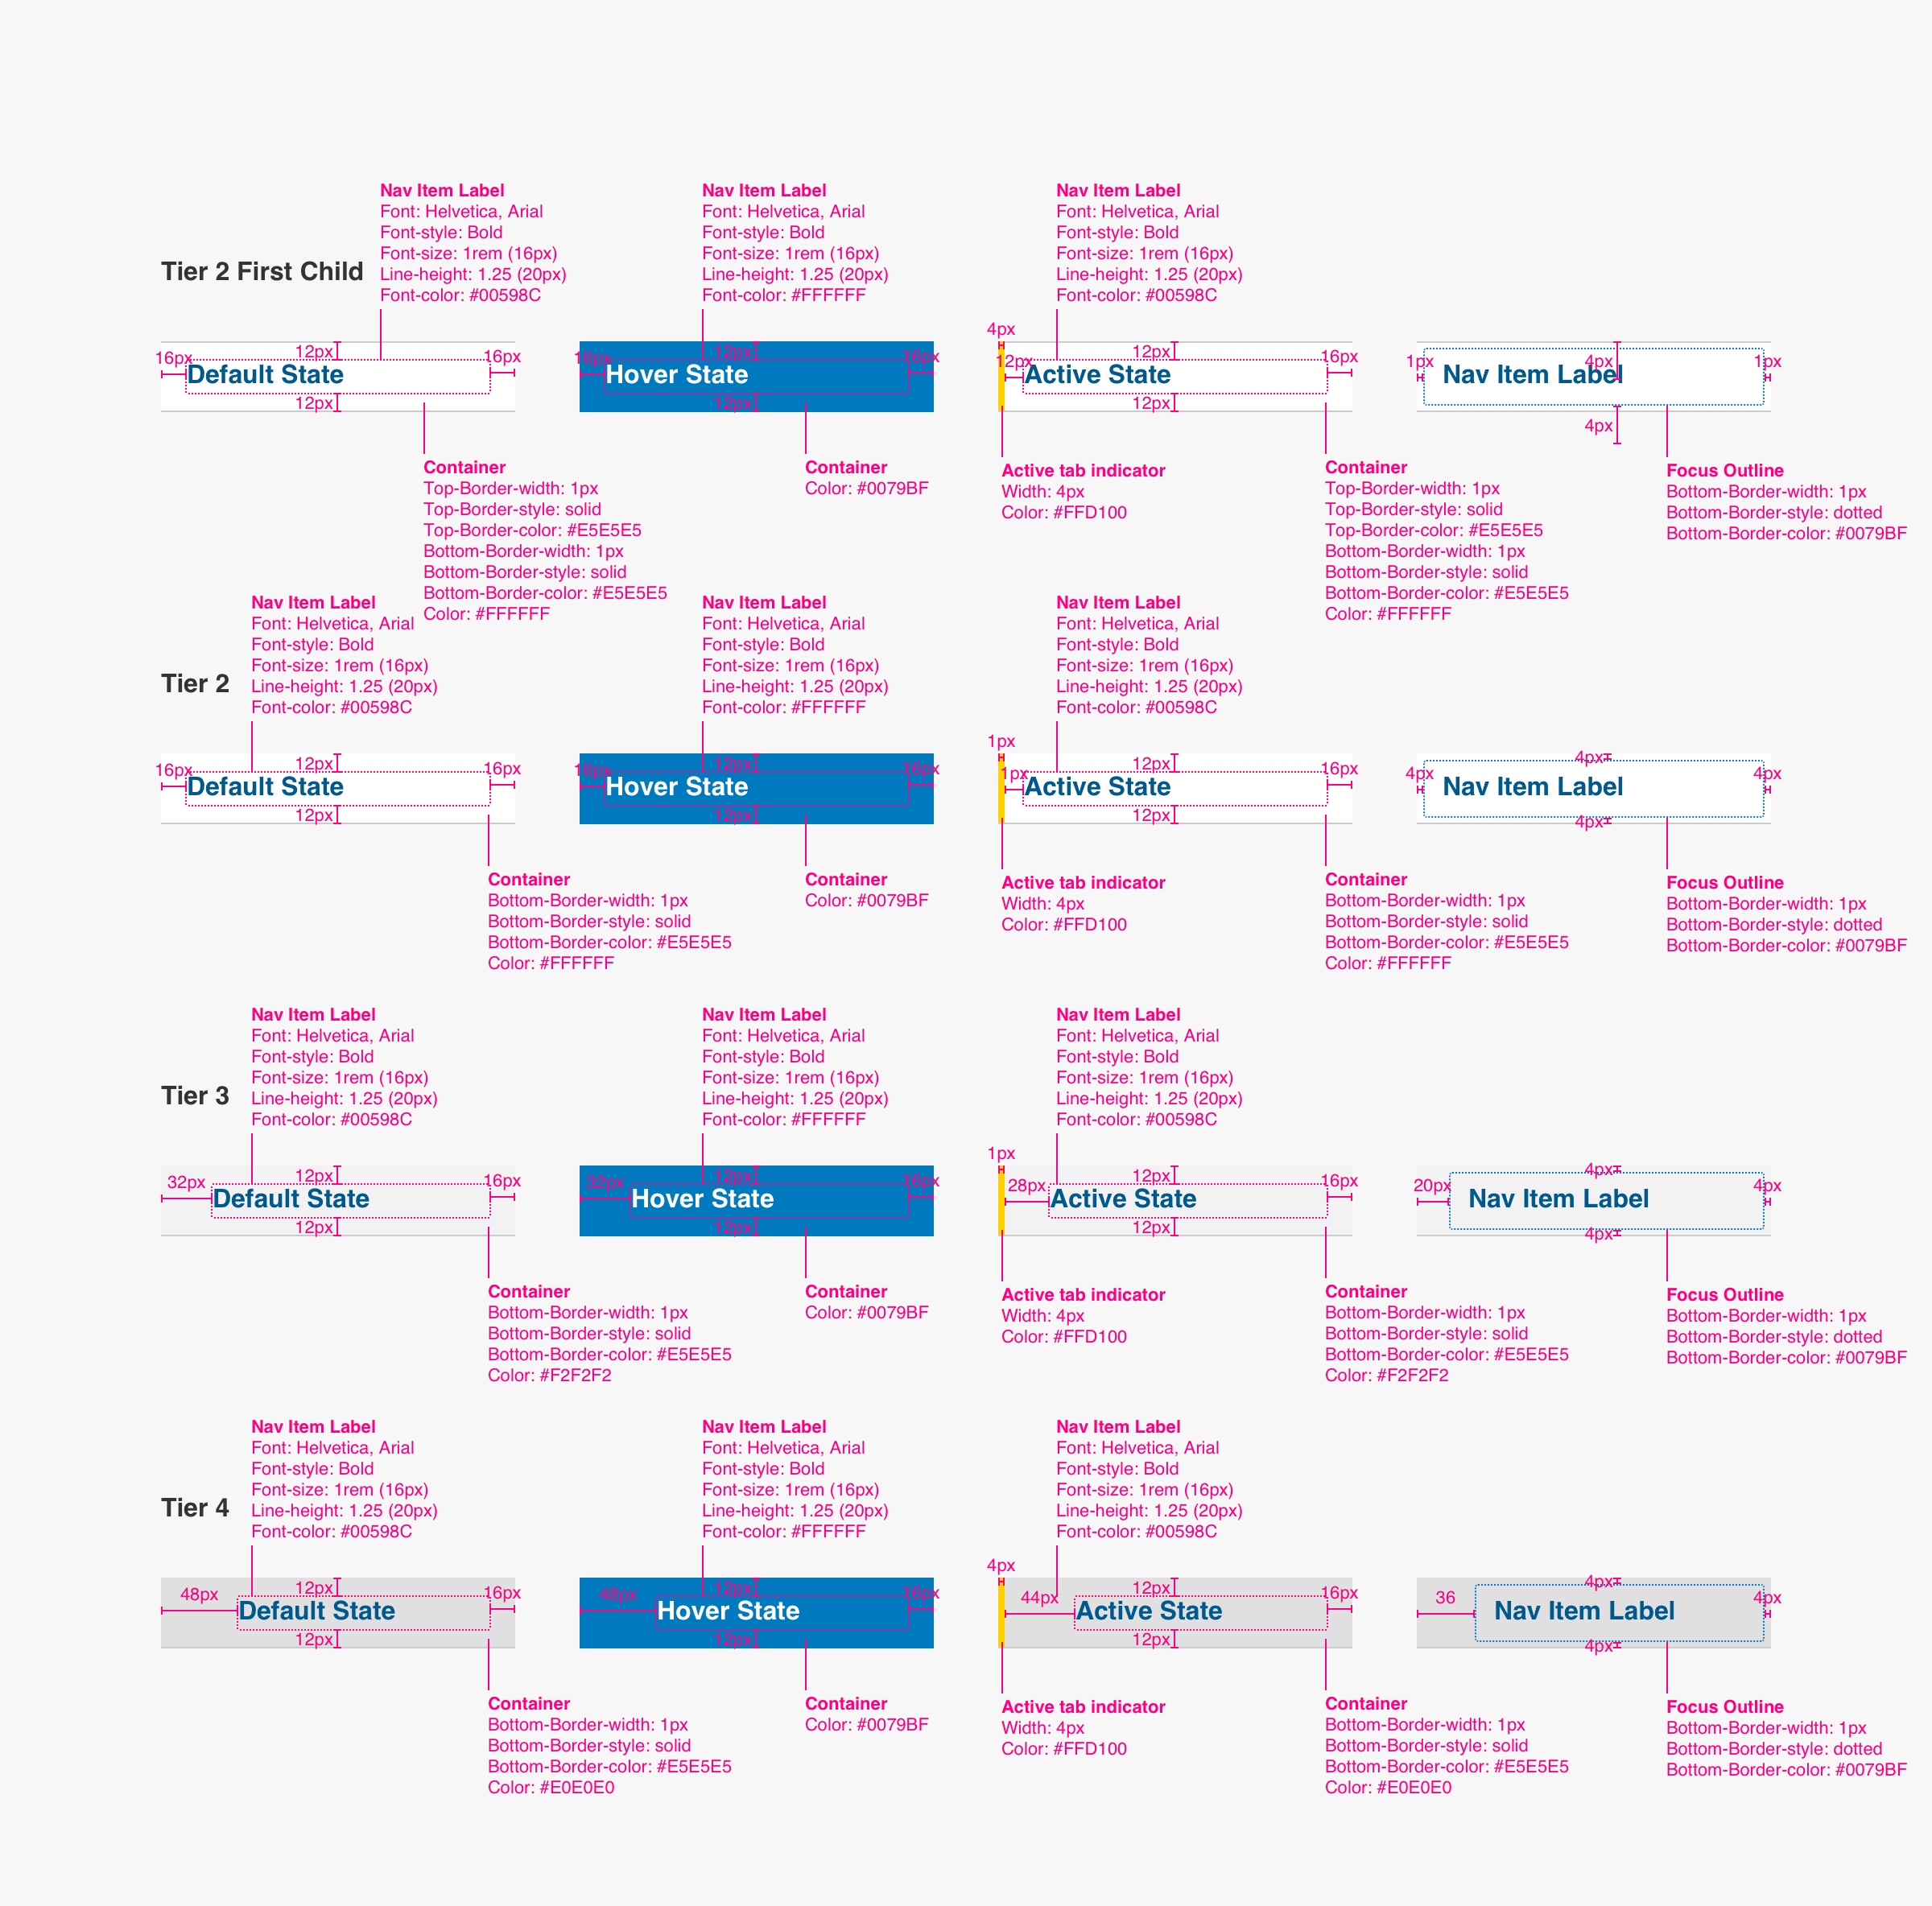 Tier 2 First Child
Nav Item Label
Font: Helvetica, Arial
Font-style: Bold
Font-size: 1rem (16px)
Line-height: 1.25 (20px)
Font-color: #00598C
Nav Item Label
Font: Helvetica, Arial
Font-style: Bold
Font-size: 1rem (16px)
Line-height: 1.25 (20px)
Font-color: #FFFFFF
Nav Item Label
Font: Helvetica, Arial
Font-style: Bold
Font-size: 1rem (16px)
Line-height: 1.25 (20px)
Font-color: #00598C
16px
12px
16px
Default State
12px
16px
12px
16px
Hover State
12px
4px
12px
12px
16px
Active State
12px
1px
4px
1px
Nav Item Label
4px
Container
Top-Border-width: 1px
Top-Border-style: solid
Top-Border-color: #E5E5E5
Bottom-Border-width: 1px
Bottom-Border-style: solid
Bottom-Border-color: #E5E5E5
Color: #FFFFFF
Container
Color: #0079BF
Active tab indicator
Width: 4px
Color: #FFD100
Container
Top-Border-width: 1px
Top-Border-style: solid
Top-Border-color: #E5E5E5
Bottom-Border-width: 1px
Bottom-Border-style: solid
Bottom-Border-color: #E5E5E5
Color: #FFFFFF
Focus Outline
Bottom-Border-width: 1px
Bottom-Border-style: dotted
Bottom-Border-color: #0079BF
Tier 2
Nav Item Label
Font: Helvetica, Arial
Font-style: Bold
Font-size: 1rem (16px)
Line-height: 1.25 (20px)
Font-color: #00598C
Nav Item Label
Font: Helvetica, Arial
Font-style: Bold
Font-size: 1rem (16px)
Line-height: 1.25 (20px)
Font-color: #FFFFFF
Nav Item Label
Font: Helvetica, Arial
Font-style: Bold
Font-size: 1rem (16px)
Line-height: 1.25 (20px)
Font-color: #00598C
16px
12px
16px
Default State
12px
16px
12px
16px
Hover State
12px
1px
1px
12px
16px
Active State
12px
4px
4px
4px
Nav Item Label
4px
Container
Bottom-Border-width: 1px
Bottom-Border-style: solid
Bottom-Border-color: #E5E5E5
Color: #FFFFFF
Container
Color: #0079BF
Active tab indicator
Width: 4px
Color: #FFD100
Container
Bottom-Border-width: 1px
Bottom-Border-style: solid
Bottom-Border-color: #E5E5E5
Color: #FFFFFF
Focus Outline
Bottom-Border-width: 1px
Bottom-Border-style: dotted
Bottom-Border-color: #0079BF
Tier 3
Nav Item Label
Font: Helvetica, Arial
Font-style: Bold
Font-size: 1rem (16px)
Line-height: 1.25 (20px)
Font-color: #00598C
Nav Item Label
Font: Helvetica, Arial
Font-style: Bold
Font-size: 1rem (16px)
Line-height: 1.25 (20px)
Font-color: #FFFFFF
Nav Item Label
Font: Helvetica, Arial
Font-style: Bold
Font-size: 1rem (16px)
Line-height: 1.25 (20px)
Font-color: #00598C
32px
12px
16px
Default State
12px
32px
12px
16px
Hover State
12px
1px
28px
12px
16px
Active State
12px
20px
4px
4px
Nav Item Label
4px
Container
Bottom-Border-width: 1px
Bottom-Border-style: solid
Bottom-Border-color: #E5E5E5
Color: #F2F2F2
Container
Color: #0079BF
Active tab indicator
Width: 4px
Color: #FFD100
Container
Bottom-Border-width: 1px
Bottom-Border-style: solid
Bottom-Border-color: #E5E5E5
Color: #F2F2F2
Focus Outline
Bottom-Border-width: 1px
Bottom-Border-style: dotted
Bottom-Border-color: #0079BF
Tier 4
Nav Item Label
Font: Helvetica, Arial
Font-style: Bold
Font-size: 1rem (16px)
Line-height: 1.25 (20px)
Font-color: #00598C
Nav Item Label
Font: Helvetica, Arial
Font-style: Bold
Font-size: 1rem (16px)
Line-height: 1.25 (20px)
Font-color: #FFFFFF
Nav Item Label
Font: Helvetica, Arial
Font-style: Bold
Font-size: 1rem (16px)
Line-height: 1.25 (20px)
Font-color: #00598C
48px
12px
16px
Default State
12px
48px
12px
16px
Hover State
12px
4px
44px
12px
16px
Active State
12px
36
4px
4px
Nav Item Label
4px
Container
Bottom-Border-width: 1px
Bottom-Border-style: solid
Bottom-Border-color: #E5E5E5
Color: #E0E0E0
Container
Color: #0079BF
Active tab indicator
Width: 4px
Color: #FFD100
Container
Bottom-Border-width: 1px
Bottom-Border-style: solid
Bottom-Border-color: #E5E5E5
Color: #E0E0E0
Focus Outline
Bottom-Border-width: 1px
Bottom-Border-style: dotted
Bottom-Border-color: #0079BF